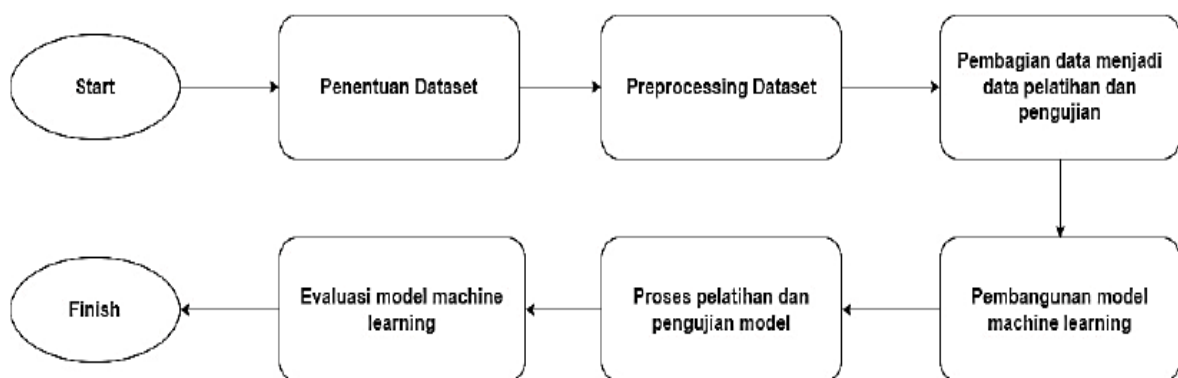 Start
Penentuan Dataset
Preprocessing Dataset
Pembagian data menjadi
data pelatihan dan
pengujian
Pembangunan model
machine learning
Proses pelatihan dan
pengujian model
Evaluasi model machine
learning
Finish